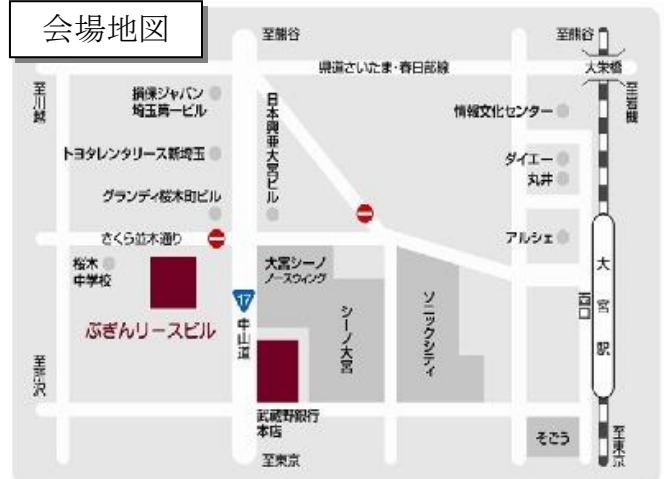 会場地図
至熊谷
至熊谷
県道さいたま・春日部線
大栄橋
至川越
至岩槻
損保ジャパン
埼玉第一ビル
日本興亜大宮ビル
情報文化センター
トヨタレンタリース新埼玉
ダイエー
丸井
グランディ桜木町ビル
さくら並木通り
アルシェ
桜木
中学校
大宮シーノ
ノースウィング
大宮駅
西口
17
中山道
シーノ大宮
ソニックシティ
ぶぎんリースビル
至所沢
武蔵野銀行
本店
そごう
至東京
至東京